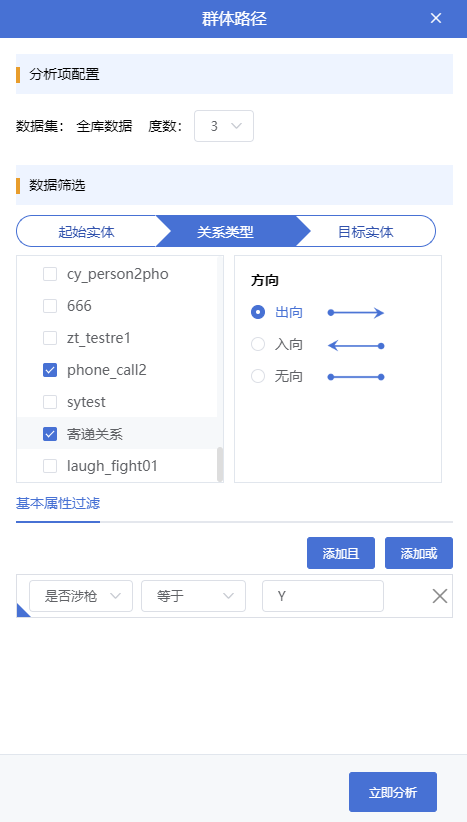 群体路径
分析项配置
数据集: 全库数据 度数: 3
数据筛选
起始实体 关系类型 目标实体
cy_person2pho
666
zt_testre1
phone_call2
sytest
寄递关系
laugh_fight01
方向
出向
入向
无向
基本属性过滤
添加且 添加或
是否涉枪 等于 Y
立即分析